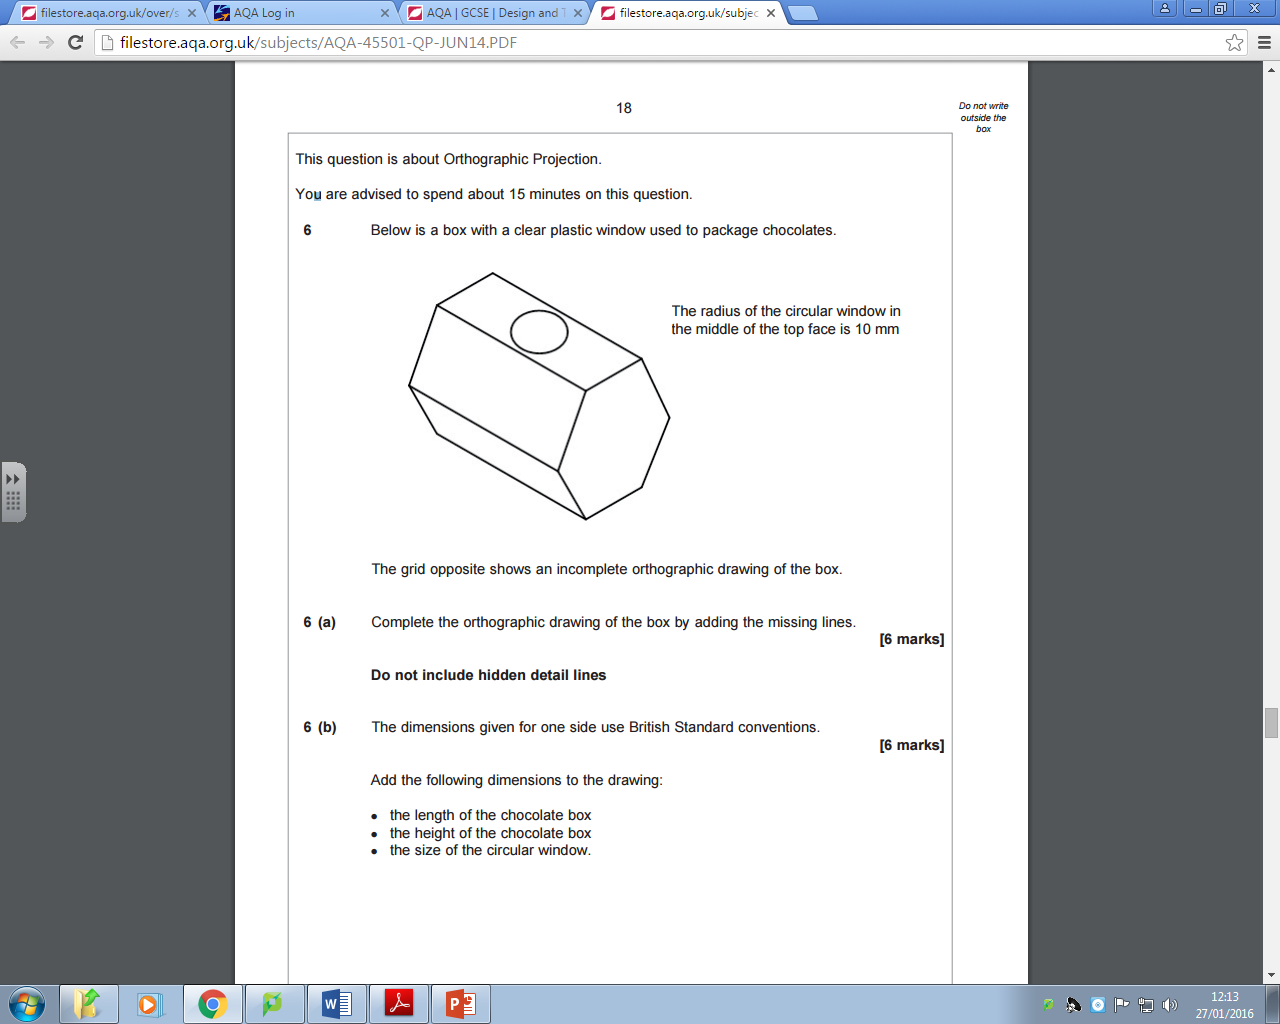 filestore.aqa.org.uk/over/s
AQA Log in
AQA | GCSE | Design and T
filestore.aqa.org.uk/subjec
filestore.aqa.org.uk/subjects/AQA-45501-QP-JUN14.PDF
18
Do not write
outside the
box
This question is about Orthographic Projection.
You are advised to spend about 15 minutes on this question.
6 Below is a box with a clear plastic window used to package chocolates.
The radius of the circular window in
the middle of the top face is 10 mm
The grid opposite shows an incomplete orthographic drawing of the box.
6 (a) Complete the orthographic drawing of the box by adding the missing lines.
[6 marks]
Do not include hidden detail lines
6 (b) The dimensions given for one side use British Standard conventions.
[6 marks]
Add the following dimensions to the drawing:
• the length of the chocolate box
• the height of the chocolate box
• the size of the circular window.
12:13
27/01/2016